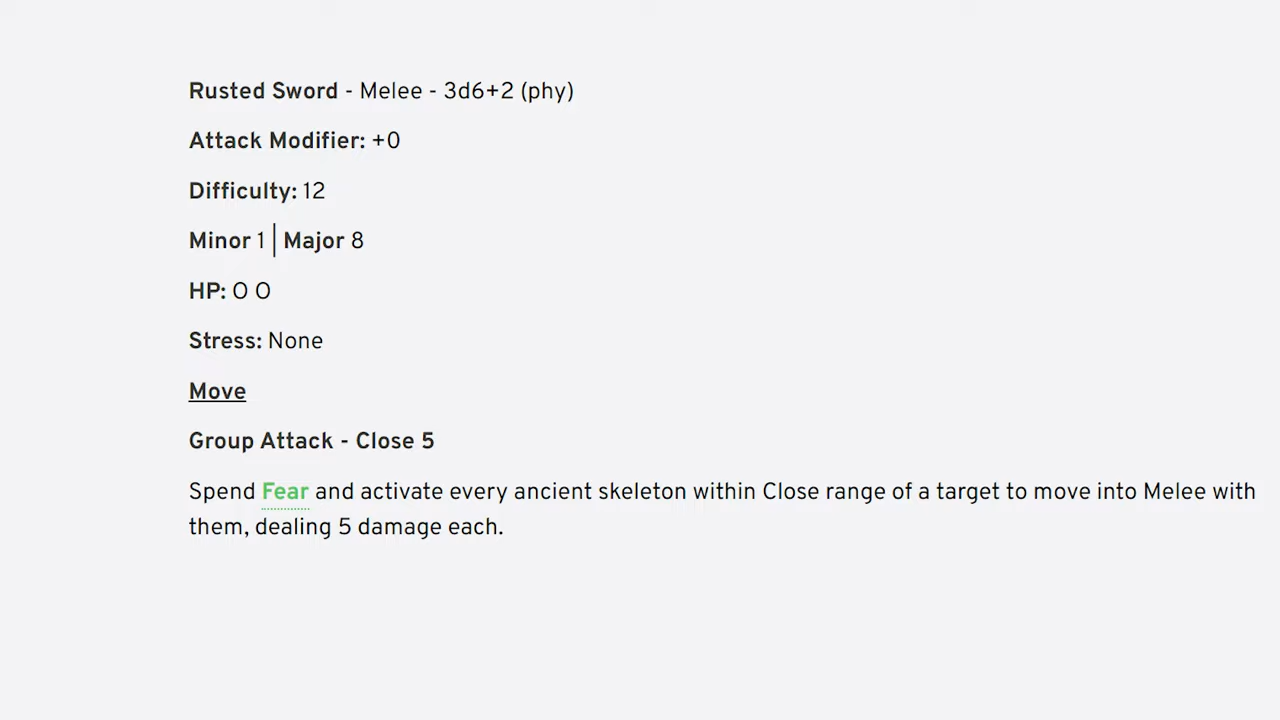 Rusted Sword - Melee - 3d6+2 (phy)
Attack Modifier: +0
Difficulty: 12
Minor 1 | Major 8
HP: O O
Stress: None
Move
Group Attack - Close 5
Spend Fear and activate every ancient skeleton within Close range of a target to move into Melee with
them, dealing 5 damage each.